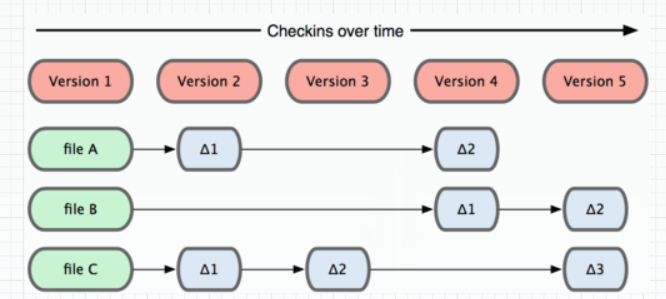 Checkins over time
Version 1 Version 2 Version 3 Version 4 Version 5
file A Δ1 Δ2
file B Δ1 Δ2
file C Δ1 Δ2 Δ3